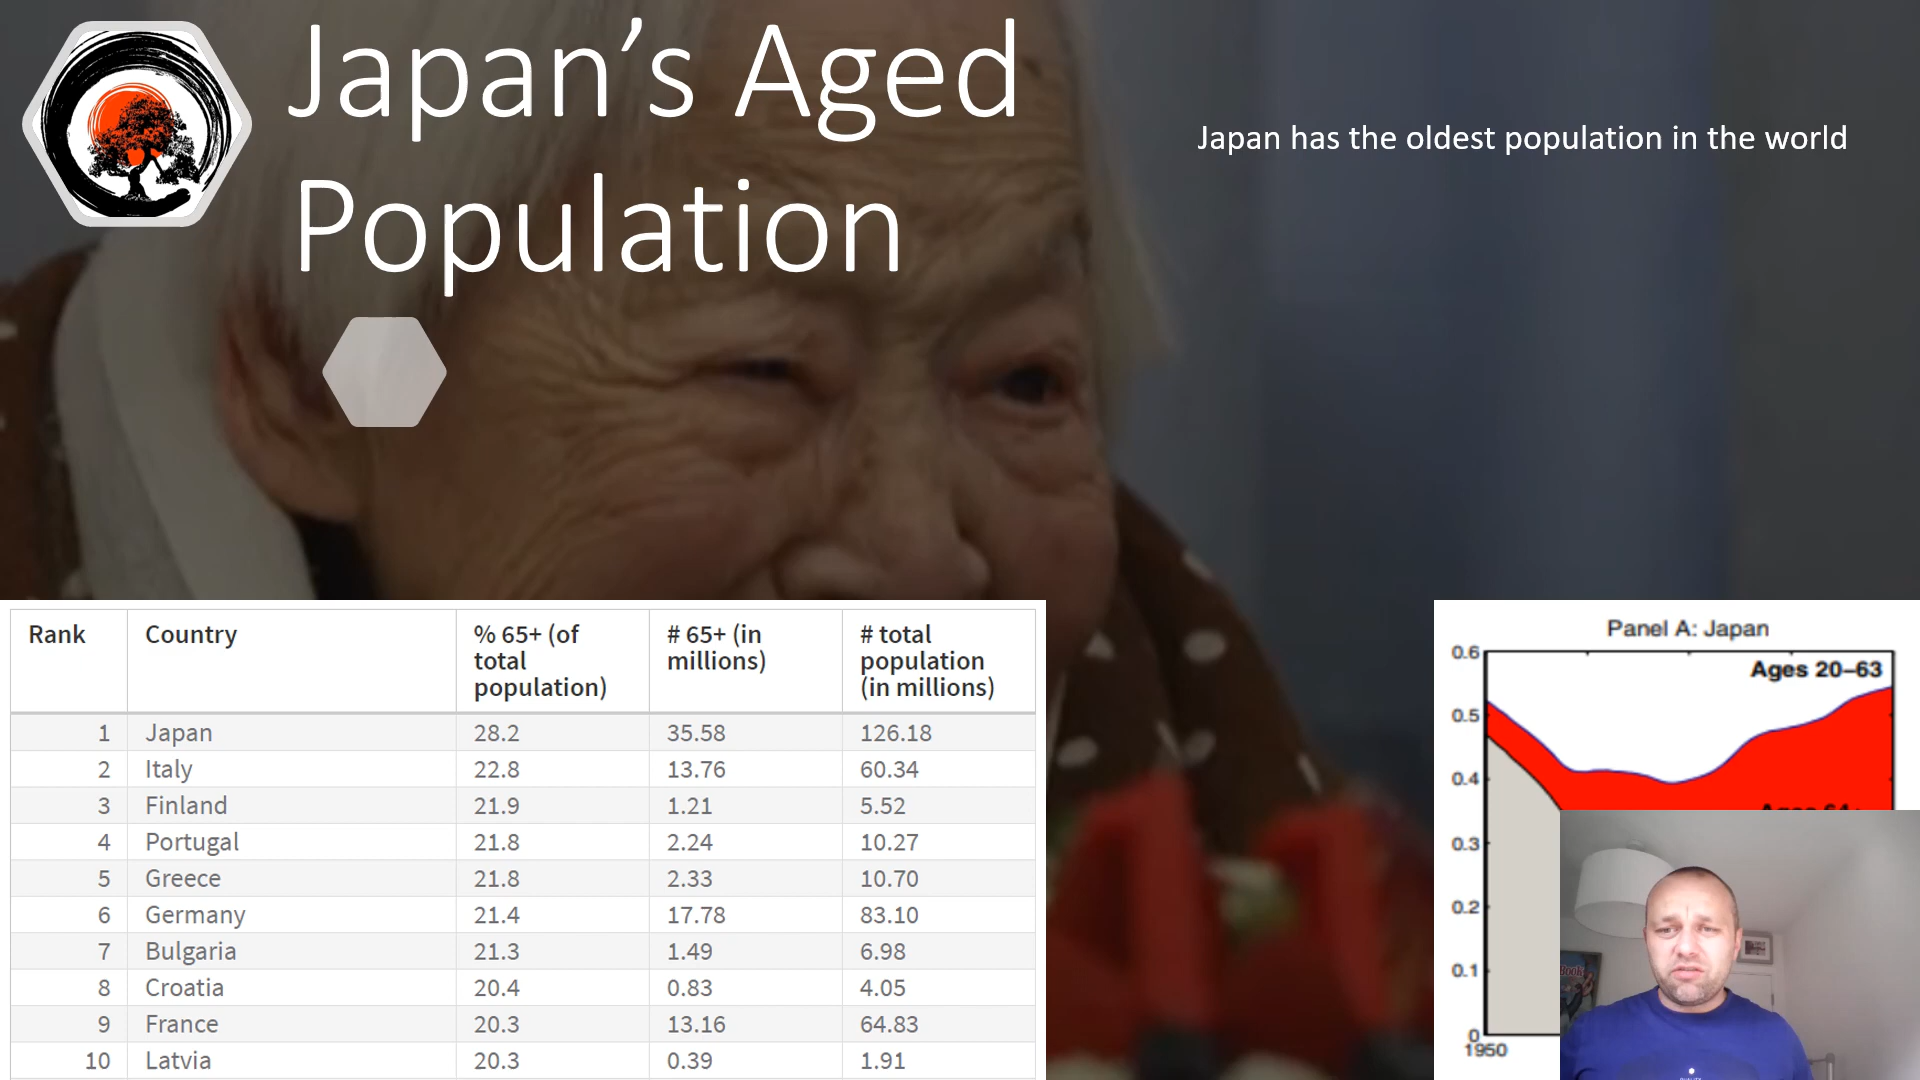 Japan’s Aged
Population
Japan has the oldest population in the world
Rank Country % 65+ (of # 65+ (in # total
total millions) population
population) (in millions)
1 Japan 28.2 35.58 126.18
2 Italy 22.8 13.76 60.34
3 Finland 21.9 1.21 5.52
4 Portugal 21.8 2.24 10.27
5 Greece 21.8 2.33 10.70
6 Germany 21.4 17.78 83.10
7 Bulgaria 21.3 1.49 6.98
8 Croatia 20.4 0.83 4.05
9 France 20.3 13.16 64.83
10 Latvia 20.3 0.39 1.91
Panel A: Japan
0.6
Ages 20–63
0.5
0.4
0.3
0.2
0.1
0
1950